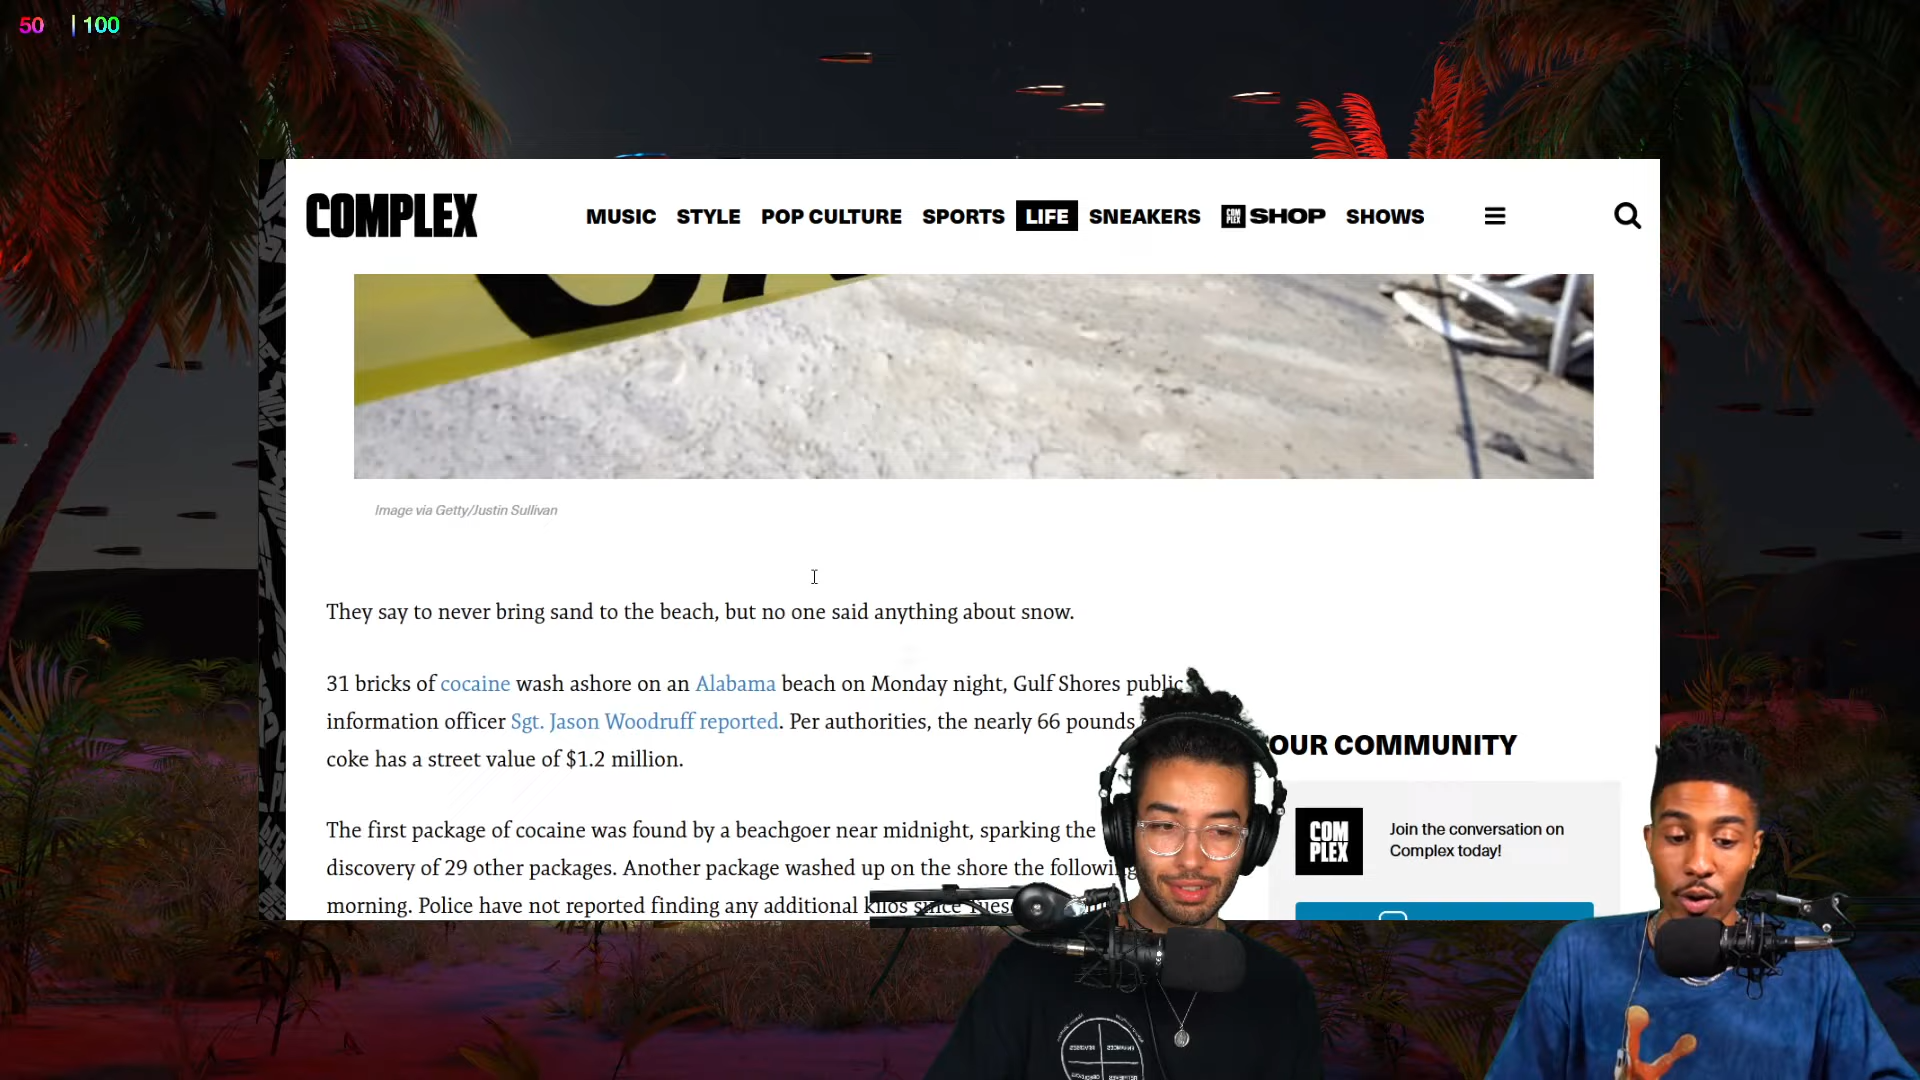 50 | 100
COMPLEX
MUSIC STYLE POP CULTURE SPORTS LIFE SNEAKERS COMPLEX SHOP SHOWS
Image via Getty/Justin Sullivan
They say to never bring sand to the beach, but no one said anything about snow.
31 bricks of cocaine wash ashore on an Alabama beach on Monday night, Gulf Shores public
information officer Sgt. Jason Woodruff reported. Per authorities, the nearly 66 pounds
coke has a street value of $1.2 million.
The first package of cocaine was found by a beachgoer near midnight, sparking the
discovery of 29 other packages. Another package washed up on the shore the following
morning. Police have not reported finding any additional kilos since
OUR COMMUNITY
COM
PLEX
Join the conversation on
Complex today!